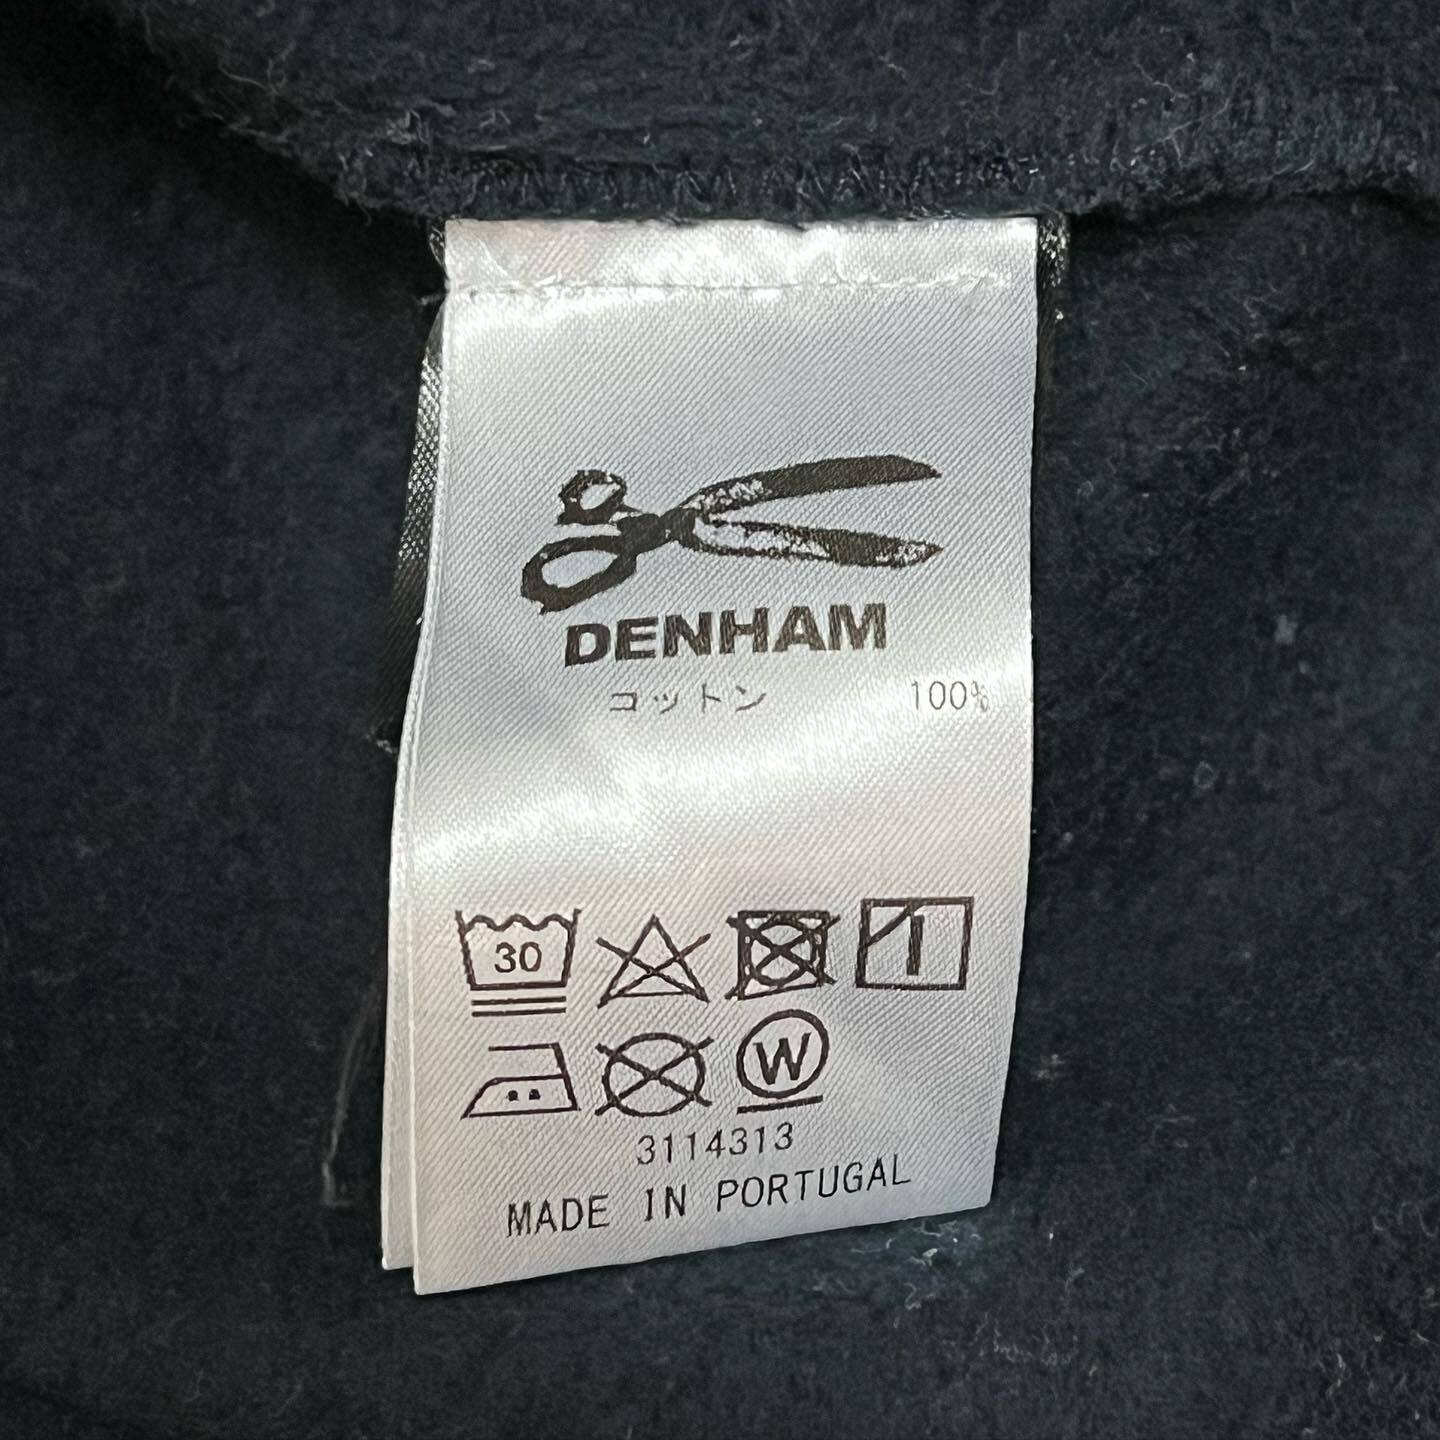 DENHAM
コットン 100%
30
W
3114313
MADE IN PORTUGAL